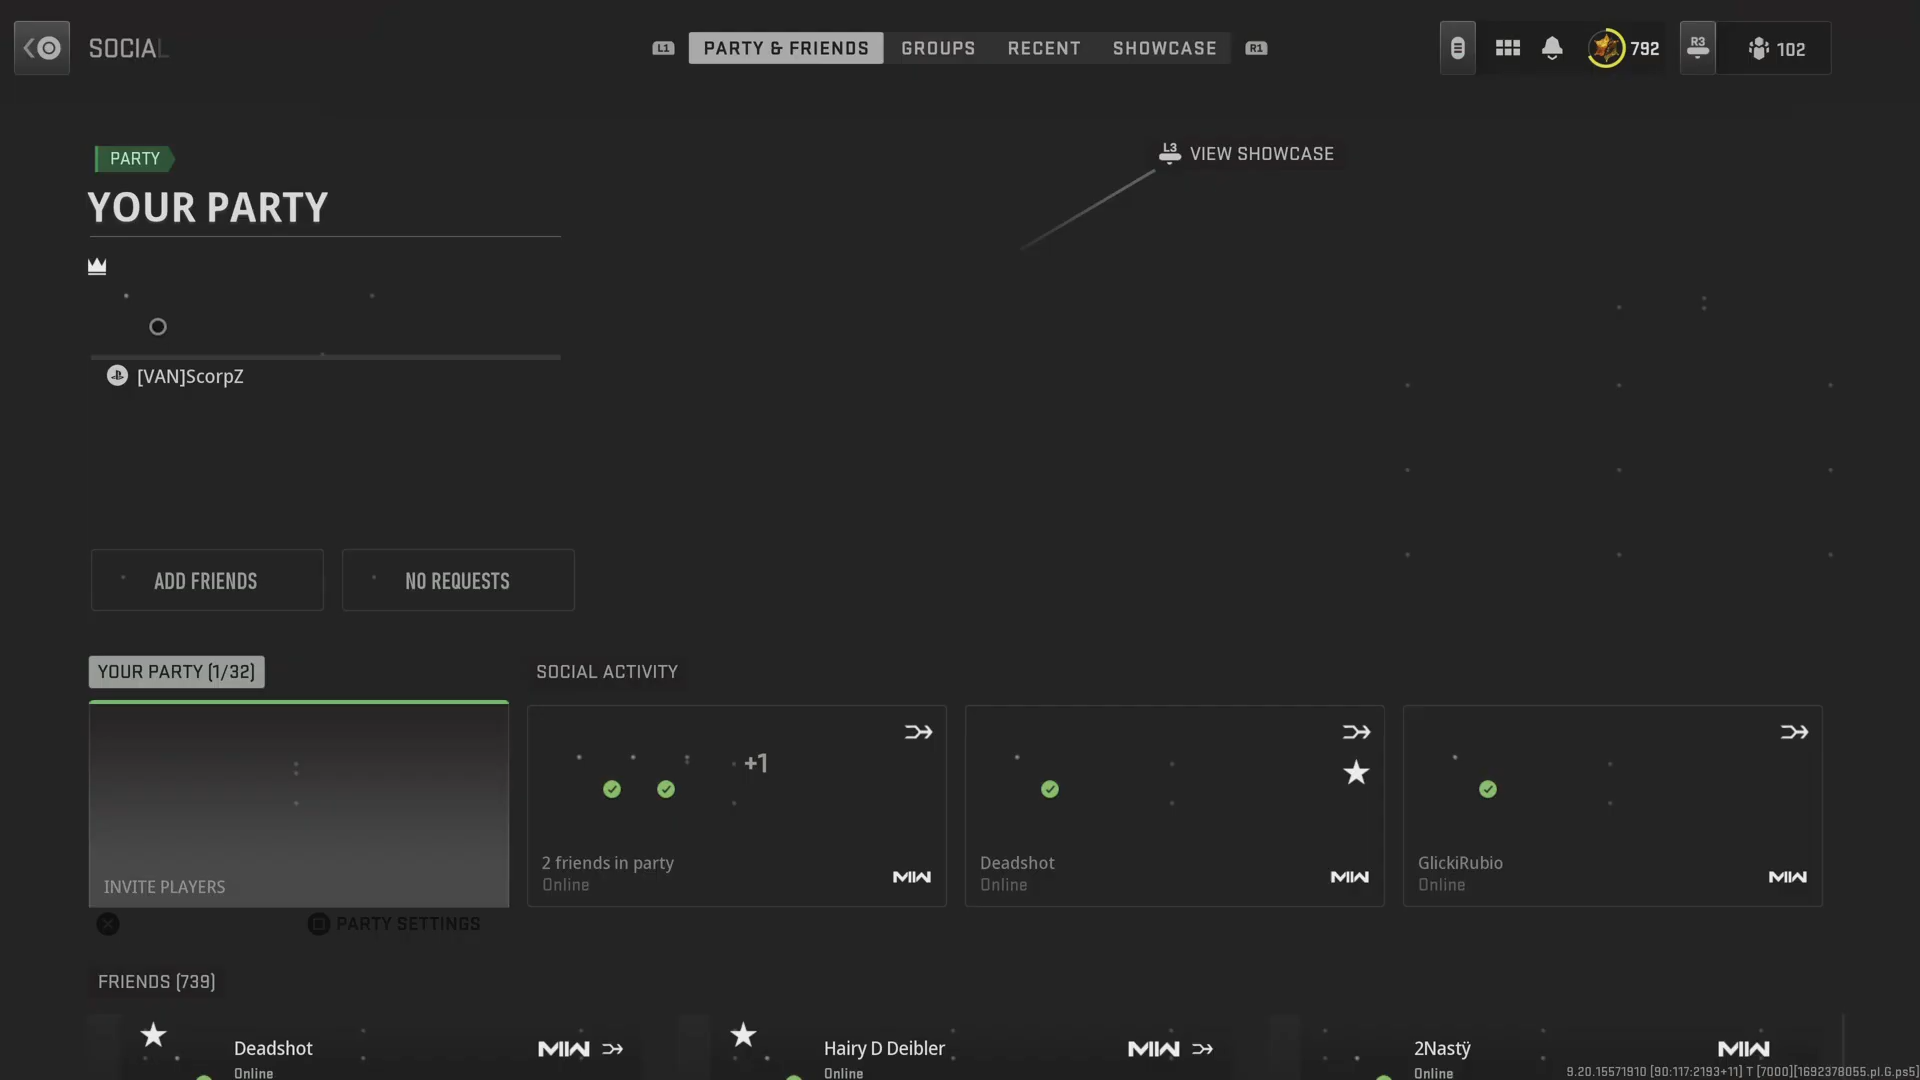 SOCIAL
L1
PARTY & FRIENDS
GROUPS
RECENT
SHOWCASE
R1
792
R3
102
PARTY
L3
VIEW SHOWCASE
YOUR PARTY
[VAN]ScorpZ
ADD FRIENDS
NO REQUESTS
YOUR PARTY (1/32)
SOCIAL ACTIVITY
+1
INVITE PLAYERS
2 friends in party
Online
MW
Deadshot
Online
MW
GlickiRubio
Online
MW
PARTY SETTINGS
FRIENDS (739)
Deadshot
Online
MW
Hairy D Deibler
Online
MW
2Nastÿ
Online
MW
9.20.15571910 [90:117:2193+11] T [7000][1692378055.pl.G.ps5]